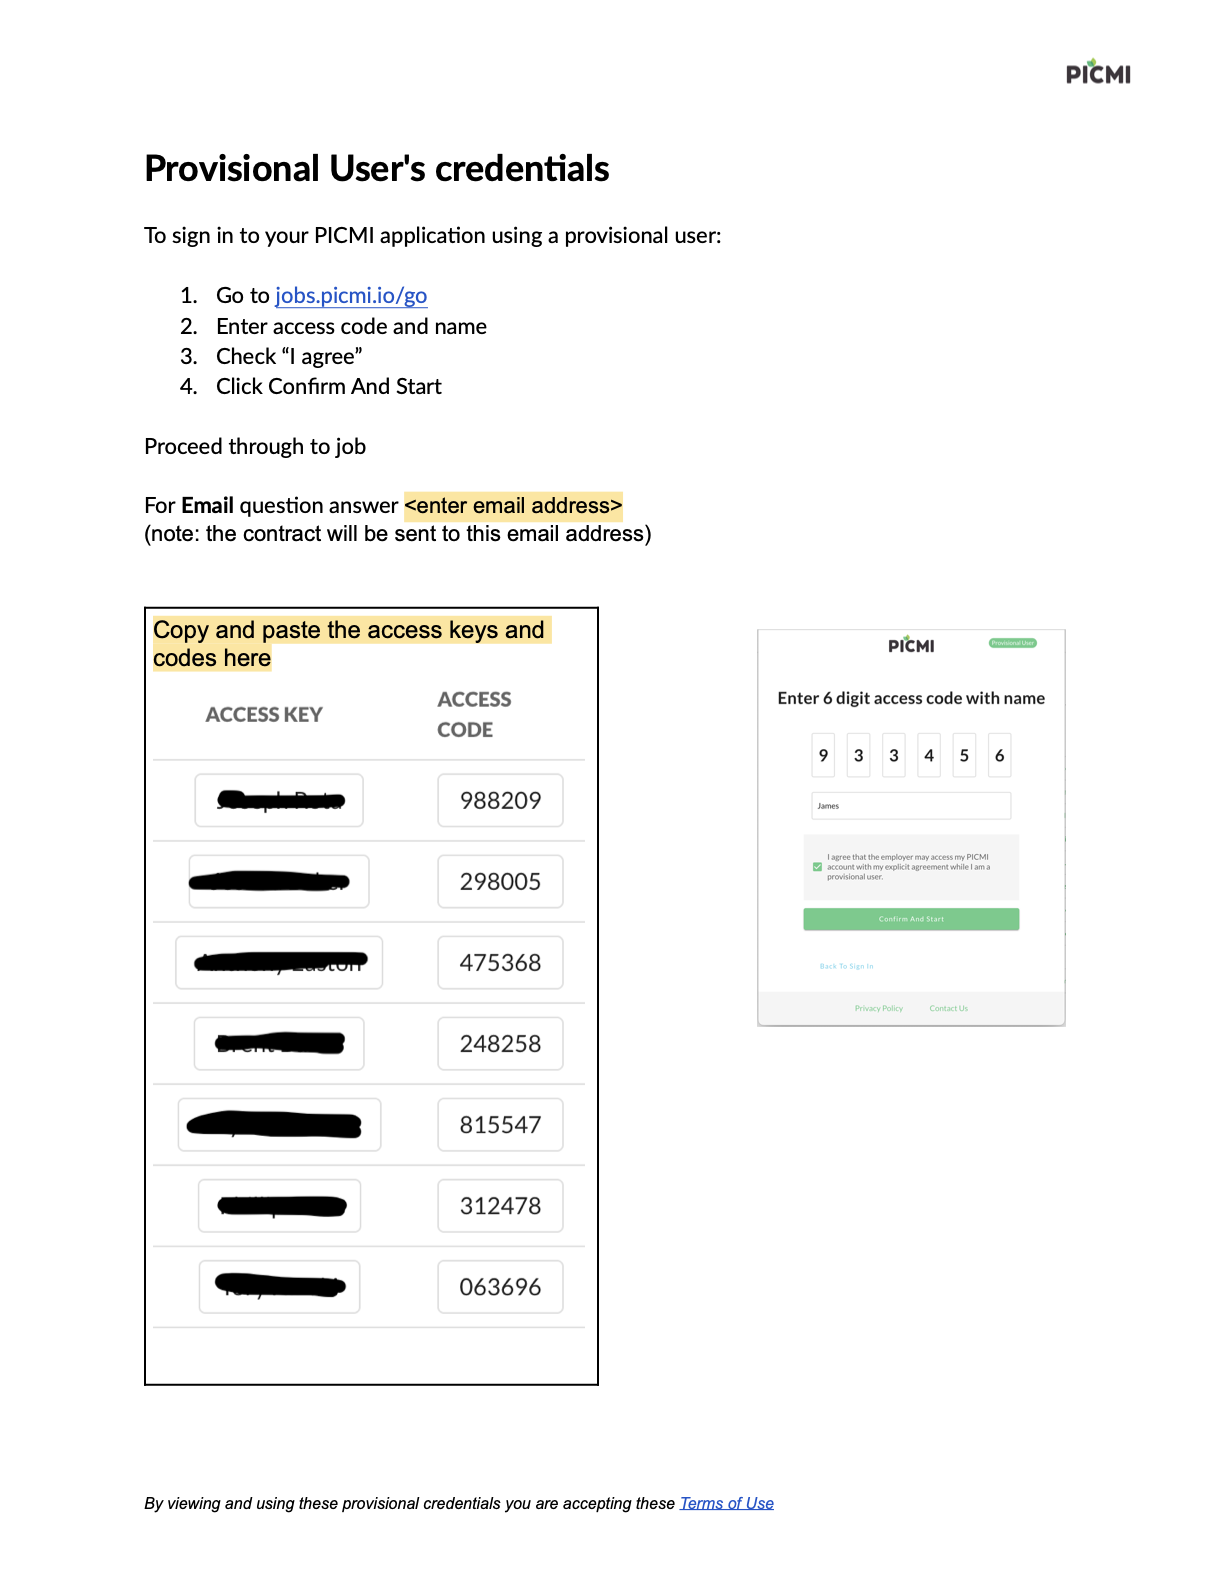 PICMI
Provisional User's credentials
To sign in to your PICMI application using a provisional user:
1. Go to jobs.picmi.io/go
2. Enter access code and name
3. Check “I agree”
4. Click Confirm And Start
Proceed through to job
For Email question answer <enter email address>
(note: the contract will be sent to this email address)
Copy and paste the access keys and
codes here
ACCESS KEY
ACCESS
CODE
988209
298005
475368
248258
815547
312478
063696
PICMI
Provisional User
Enter 6 digit access code with name
9 3 3 4 5 6
James
I agree that the employer may access my PICMI
account with my explicit agreement while I am a
provisional user.
Confirm And Start
Back To Sign In
Privacy Policy Contact Us
By viewing and using these provisional credentials you are accepting these Terms of Use